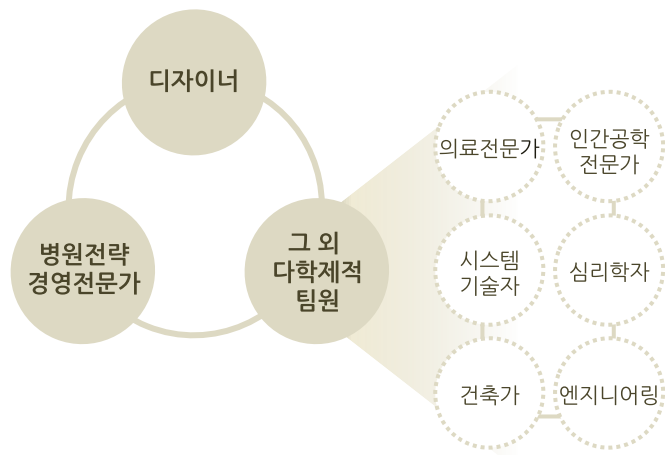 디자이너
병원전략
경영전문가
그 외
다학제적
팀원
의료전문가
인간공학
전문가
시스템
기술자
심리학자
건축가
엔지니어링